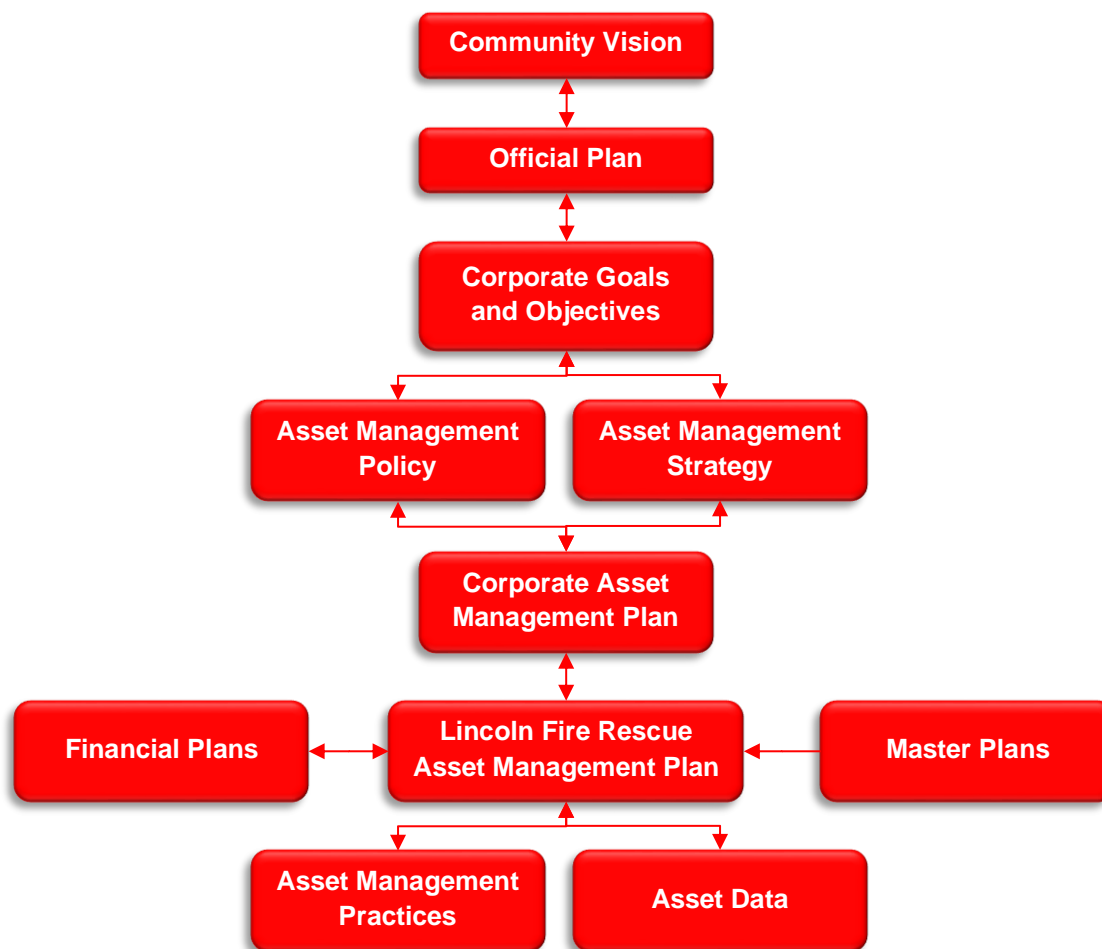 Community Vision
Official Plan
Corporate Goals
and Objectives
Asset Management
Policy
Asset Management
Strategy
Corporate Asset
Management Plan
Financial Plans
Lincoln Fire Rescue
Asset Management Plan
Master Plans
Asset Management
Practices
Asset Data